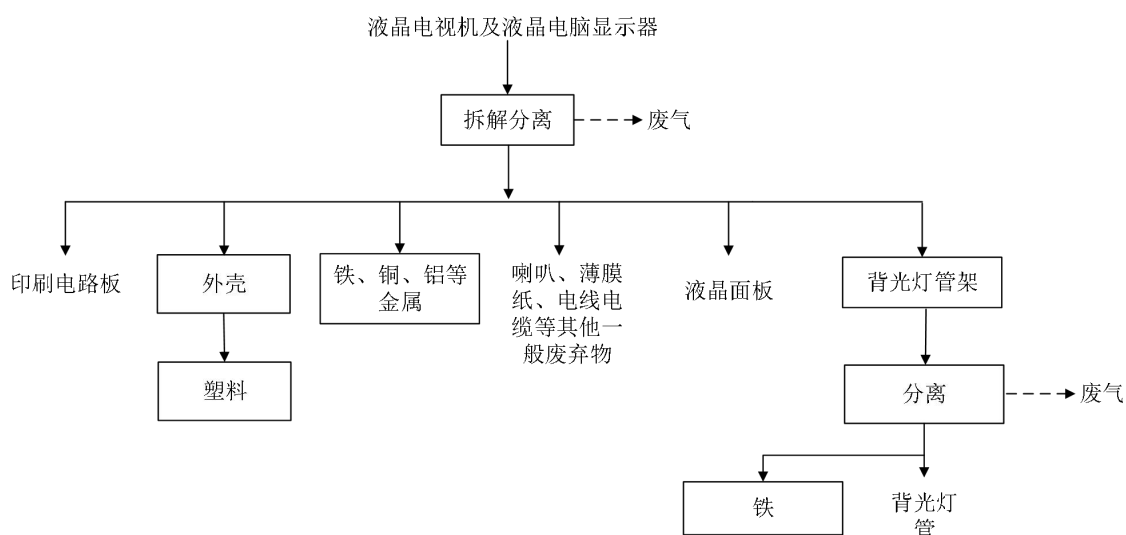 液晶电视机及液晶电脑显示器
拆解分离
废气
印刷电路板
外壳
铁、铜、铝等
金属
喇叭、薄膜
纸、电线电
缆等其他一
般废弃物
液晶面板
背光灯管架
塑料
分离
废气
铁
背光灯
管